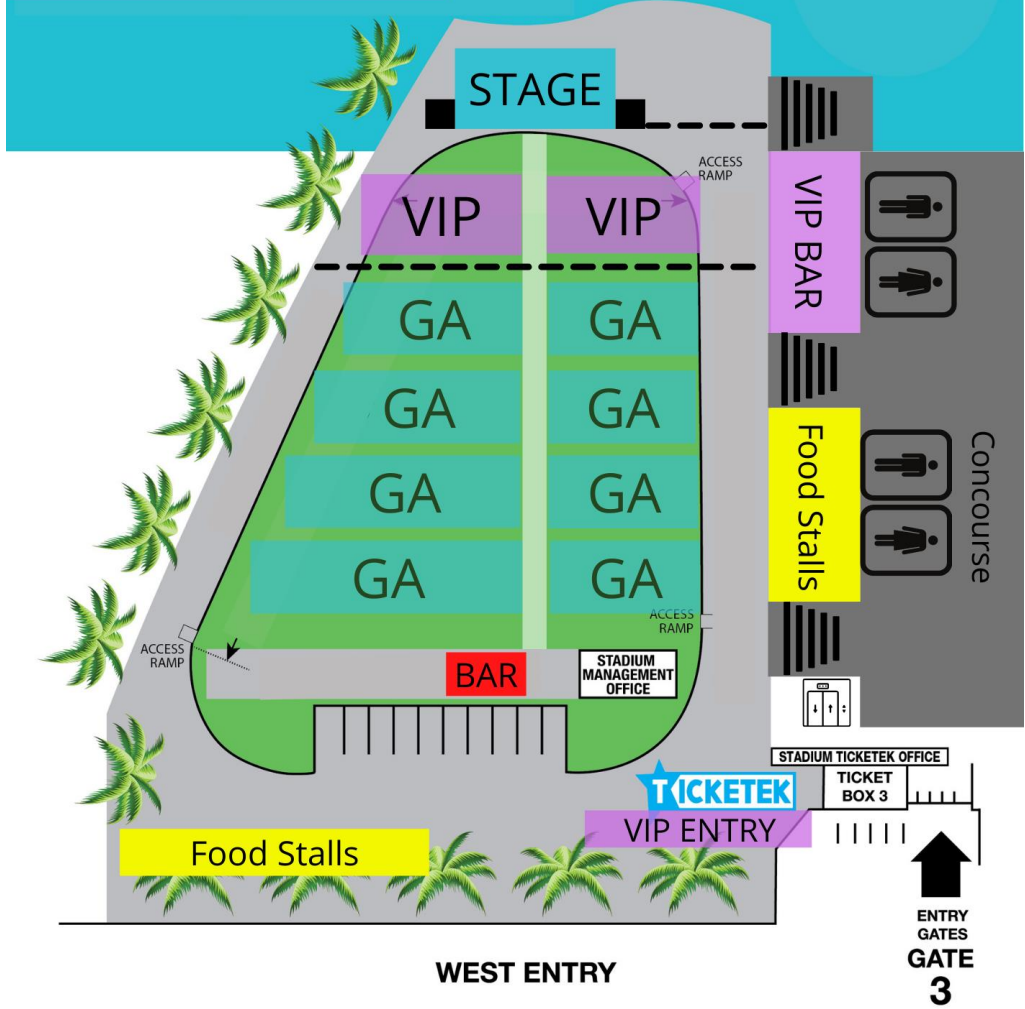 STAGE
ACCESS
RAMP
VIP
VIP
VIP BAR
GA
GA
GA
GA
GA
GA
GA
GA
Food Stalls
Concourse
ACCESS
RAMP
ACCESS
RAMP
BAR
STADIUM
MANAGEMENT
OFFICE
STADIUM TICKETEK OFFICE
TICKET
BOX 3
TICKETEK
VIP ENTRY
Food Stalls
ENTRY
GATES
GATE
3
WEST ENTRY